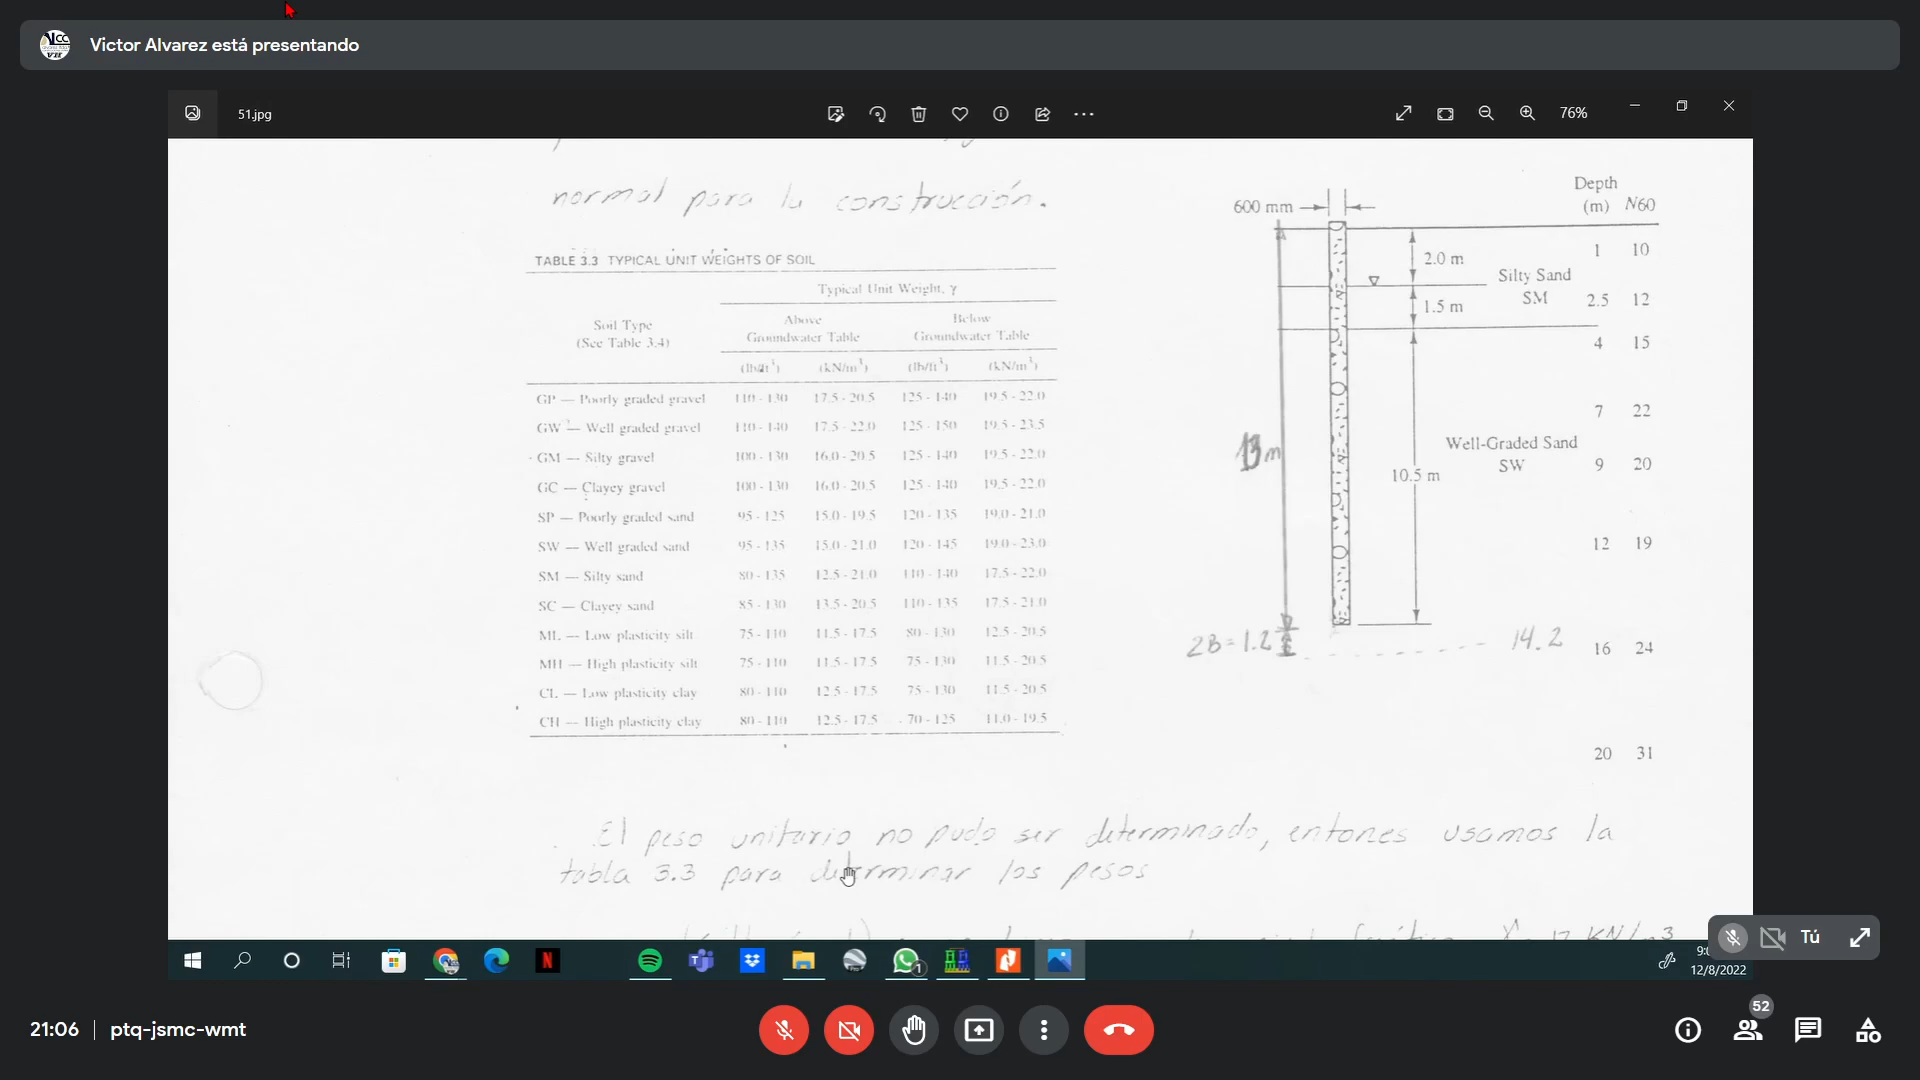 Victor Alvarez está presentando
51.jpg
76%
normal para la construcción.
TABLE 3.3 TYPICAL UNIT WEIGHTS OF SOIL
Typical Unit Weight, γ
Soil Type
(See Table 3.4)
Above
Groundwater Table
Below
Groundwater Table
(lb/ft³) (kN/m³) (lb/ft³) (kN/m³)
GP — Poorly graded gravel 110 - 130 17.5 - 20.5 125 - 140 19.5 - 22.0
GW — Well graded gravel 110 - 140 17.5 - 22.0 125 - 150 19.5 - 23.5
GM — Silty gravel 100 - 130 16.0 - 20.5 125 - 140 19.5 - 22.0
GC — Clayey gravel 100 - 130 16.0 - 20.5 125 - 140 19.5 - 22.0
SP — Poorly graded sand 95 - 125 15.0 - 19.5 120 - 135 19.0 - 21.0
SW — Well graded sand 95 - 135 15.0 - 21.0 120 - 145 19.0 - 23.0
SM — Silty sand 80 - 135 12.5 - 21.0 110 - 140 17.5 - 22.0
SC — Clayey sand 85 - 130 13.5 - 20.5 110 - 135 17.5 - 21.0
ML — Low plasticity silt 75 - 110 11.5 - 17.5 80 - 130 12.5 - 20.5
MH — High plasticity silt 75 - 110 11.5 - 17.5 75 - 130 11.5 - 20.5
CL — Low plasticity clay 80 - 110 12.5 - 17.5 75 - 130 11.5 - 20.5
CH — High plasticity clay 80 - 110 12.5 - 17.5 70 - 125 11.0 - 19.5
Depth
(m) N60
600 mm
1 10
2.0 m
Silty Sand
SM
2.5 12
1.5 m
4 15
7 22
Well-Graded Sand
SW
13 m
9 20
10.5 m
12 19
2B = 1.2
14.2
16 24
20 31
El peso unitario no pudo ser determinado, entonces usamos la
tabla 3.3 para determinar los pesos
17 KN/m3
Tú
12/8/2022
21:06 | ptq-jsmc-wmt
52
1